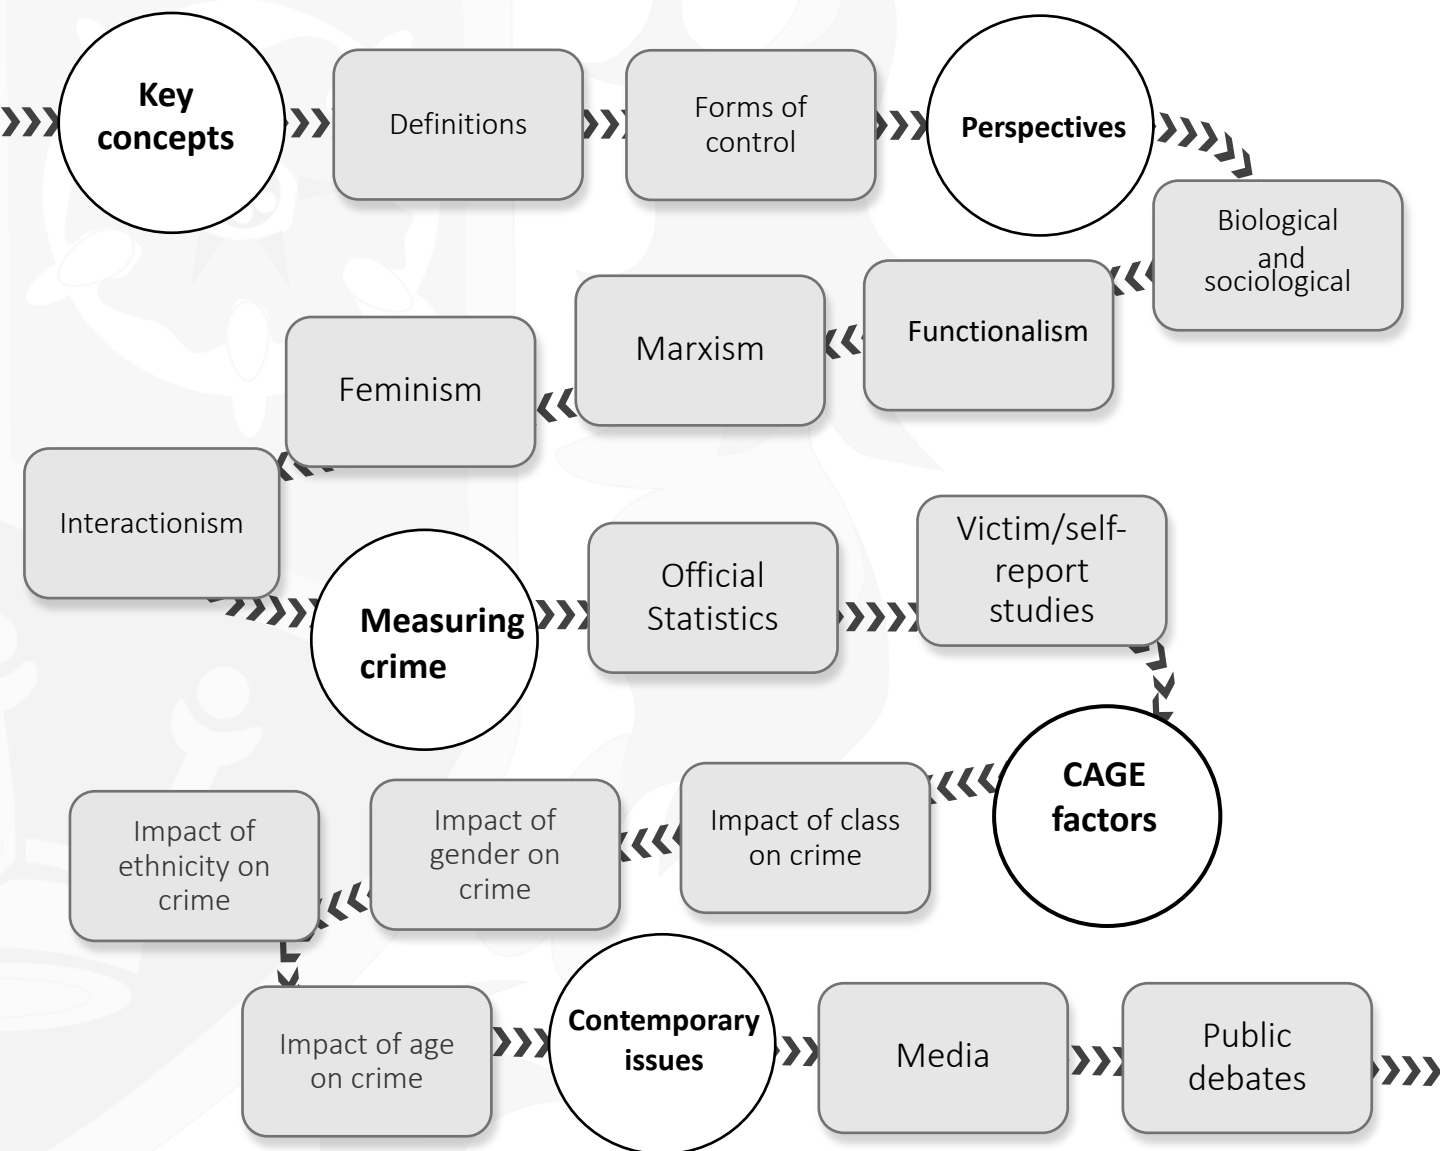 Key
concepts
Definitions
Forms of
control
Perspectives
Biological
and
sociological
Functionalism
Marxism
Feminism
Interactionism
Measuring
crime
Official
Statistics
Victim/self-
report
studies
CAGE
factors
Impact of class
on crime
Impact of
gender on
crime
Impact of
ethnicity on
crime
Impact of age
on crime
Contemporary
issues
Media
Public
debates